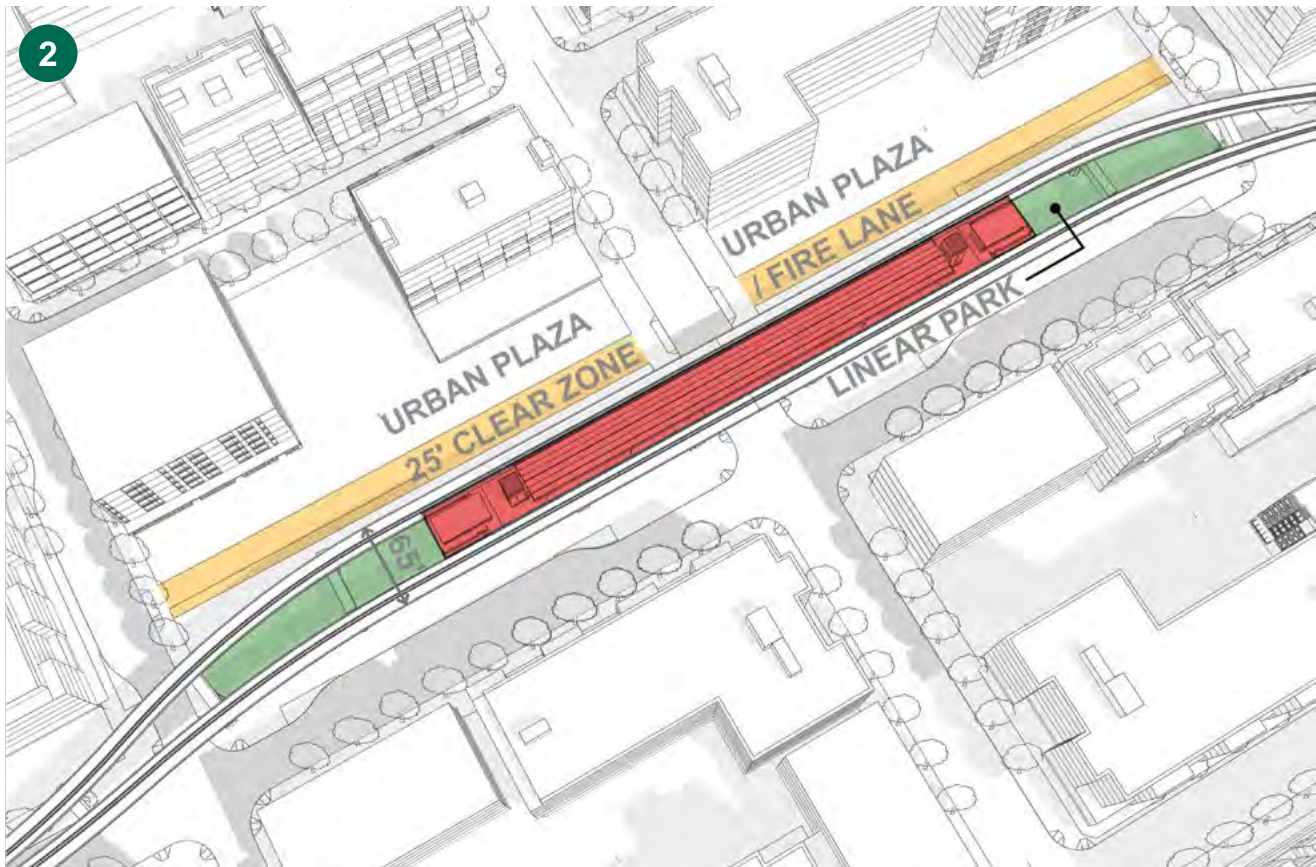 2
URBAN PLAZA
/ FIRE LANE
LINEAR PARK
URBAN PLAZA
25' CLEAR ZONE
65'